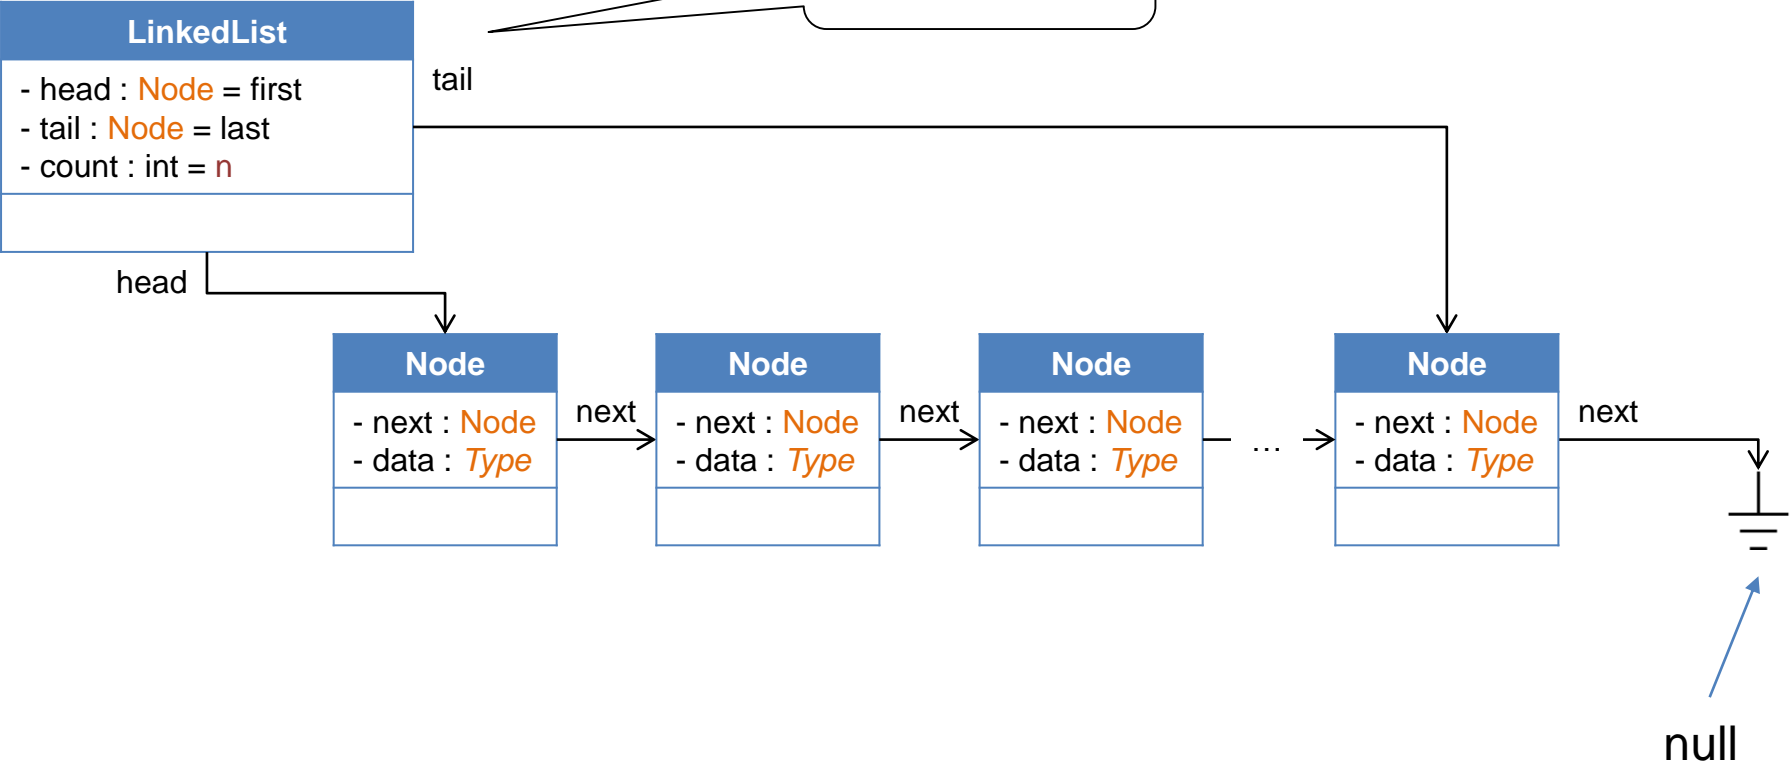 LinkedList
- head : Node = first
- tail : Node = last
- count : int = n
tail
head
Node
- next : Node
- data : Type
next
Node
- next : Node
- data : Type
next
Node
- next : Node
- data : Type
...
Node
- next : Node
- data : Type
next
null